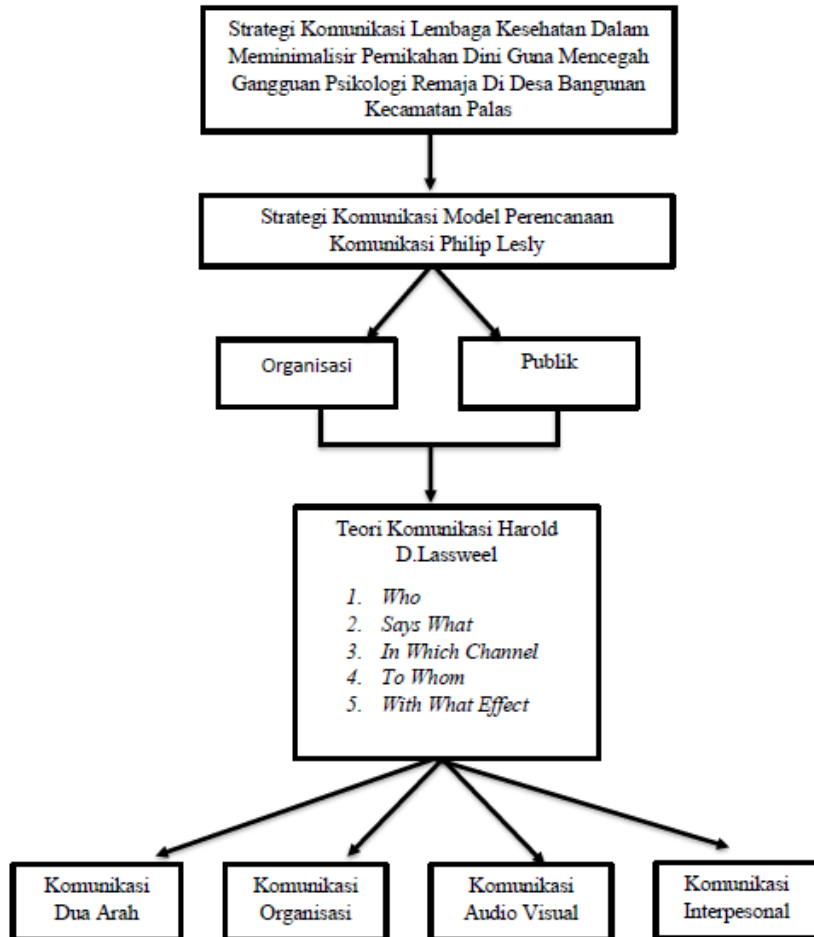 Strategi Komunikasi Lembaga Kesehatan Dalam
Meminimalisir Pernikahan Dini Guna Mencegah
Gangguan Psikologi Remaja Di Desa Bangunan
Kecamatan Palas
Strategi Komunikasi Model Perencanaan
Komunikasi Philip Lesly
Organisasi
Publik
Teori Komunikasi Harold
D.Lassweel
1. Who
2. Says What
3. In Which Channel
4. To Whom
5. With What Effect
Komunikasi
Dua Arah
Komunikasi
Organisasi
Komunikasi
Audio Visual
Komunikasi
Interpesonal